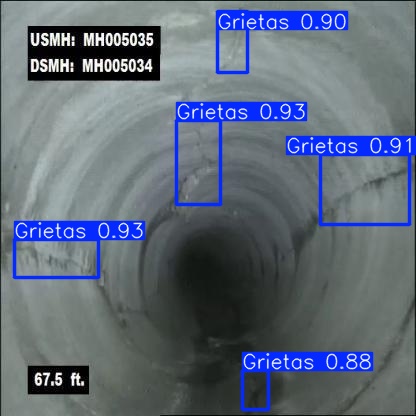 Grietas 0.90
USMH: MH005035
DSMH: MH005034
Grietas 0.93
Grietas 0.91
Grietas 0.93
Grietas 0.88
67.5 ft.